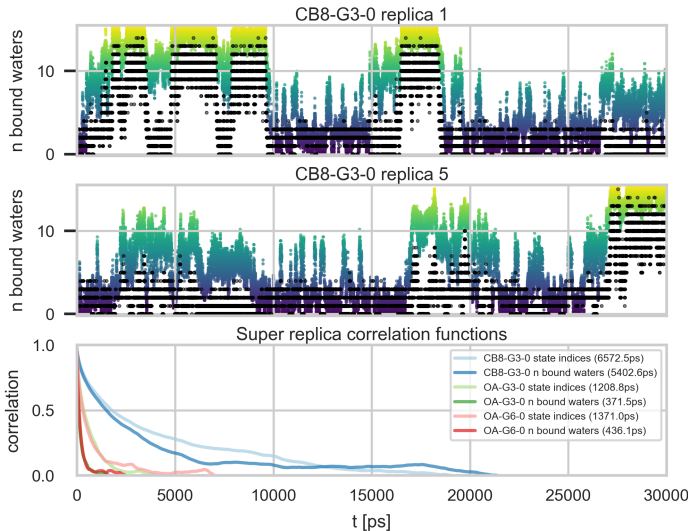 CB8-G3-0 replica 1
n bound waters
10
0
CB8-G3-0 replica 5
n bound waters
10
0
Super replica correlation functions
correlation
1.0
0.5
0.0
CB8-G3-0 state indices (6572.5ps)
CB8-G3-0 n bound waters (5402.6ps)
OA-G3-0 state indices (1208.8ps)
OA-G3-0 n bound waters (371.5ps)
OA-G6-0 state indices (1371.0ps)
OA-G6-0 n bound waters (436.1ps)
0 5000 10000 15000 20000 25000 30000
t [ps]